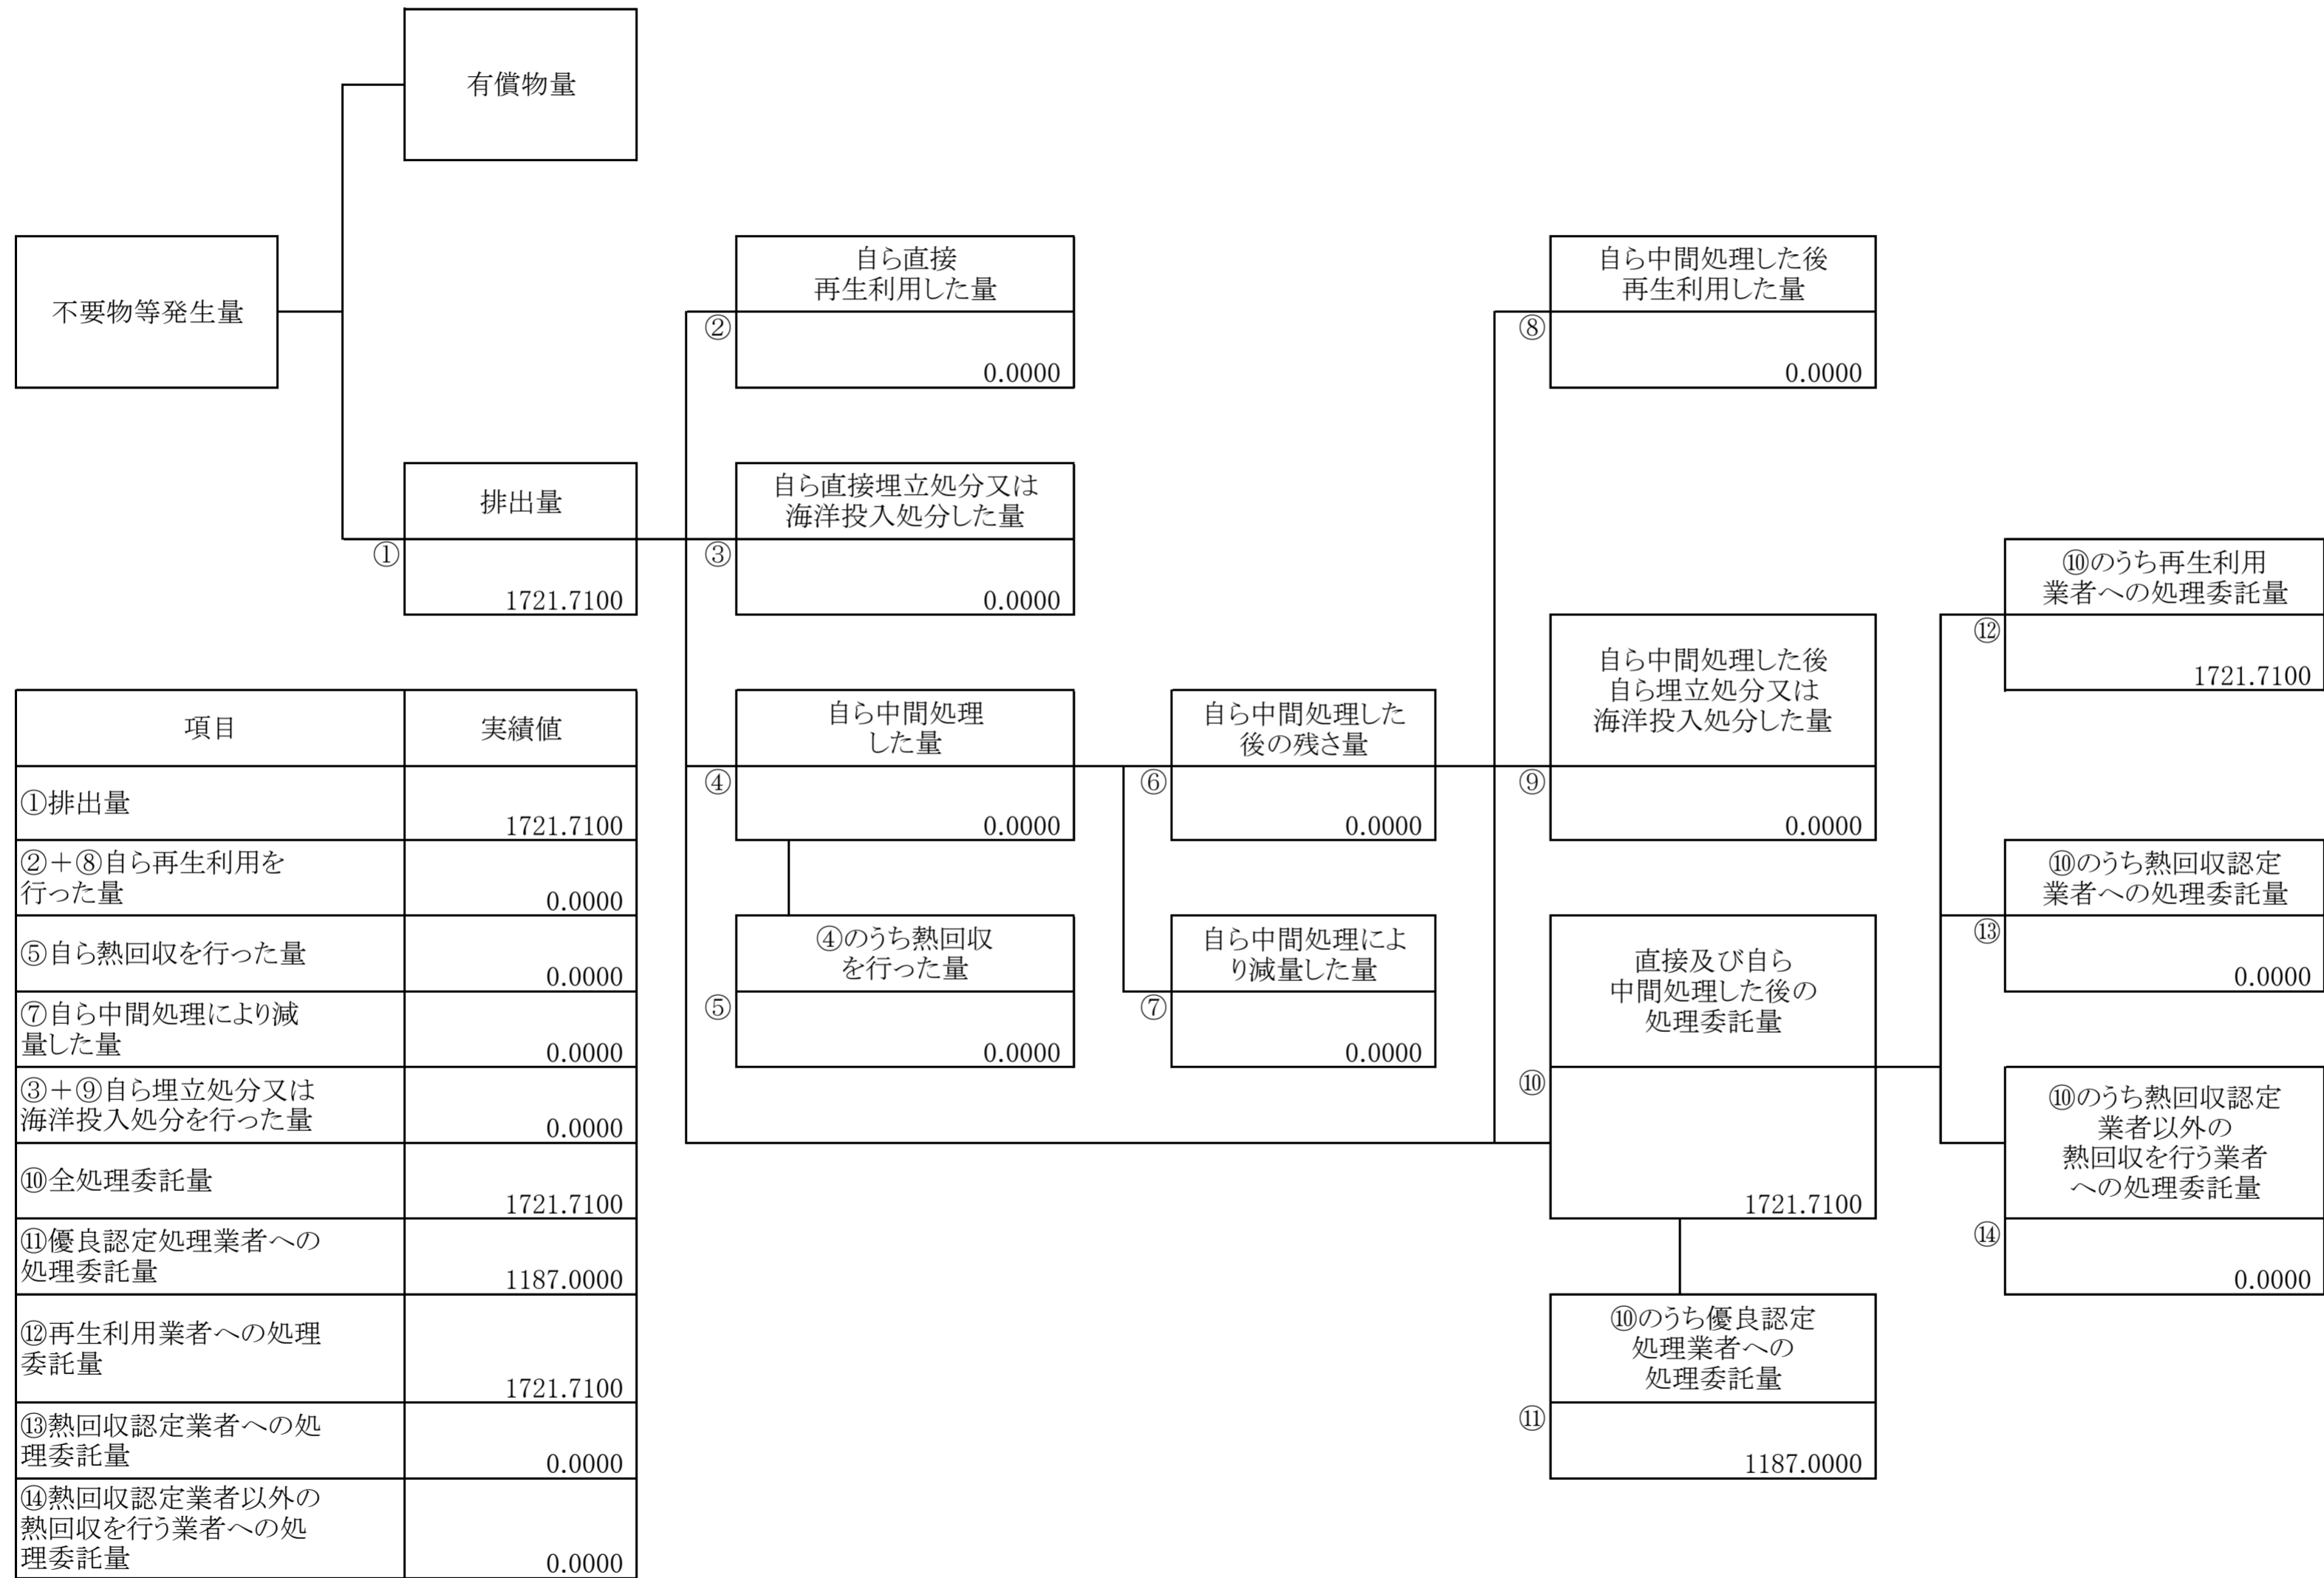 有償物量
不要物等発生量
排出量
①
1721.7100
自ら直接
再生利用した量
②
0.0000
自ら直接埋立処分又は
海洋投入処分した量
③
0.0000
自ら中間処理
した量
④
0.0000
④のうち熱回収
を行った量
⑤
0.0000
自ら中間処理した
後の残さ量
⑥
0.0000
自ら中間処理によ
り減量した量
⑦
0.0000
自ら中間処理した後
再生利用した量
⑧
0.0000
自ら中間処理した後
自ら埋立処分又は
海洋投入処分した量
⑨
0.0000
直接及び自ら
中間処理した後の
処理委託量
⑩
1721.7100
⑩のうち優良認定
処理業者への
処理委託量
⑪
1187.0000
⑩のうち再生利用
業者への処理委託量
⑫
1721.7100
⑩のうち熱回収認定
業者への処理委託量
⑬
0.0000
⑩のうち熱回収認定
業者以外の
熱回収を行う業者
への処理委託量
⑭
0.0000
項目 実績値
①排出量
1721.7100
②＋⑧自ら再生利用を
行った量
0.0000
⑤自ら熱回収を行った量
0.0000
⑦自ら中間処理により減
量した量
0.0000
③＋⑨自ら埋立処分又は
海洋投入処分を行った量
0.0000
⑩全処理委託量
1721.7100
⑪優良認定処理業者への
処理委託量
1187.0000
⑫再生利用業者への処理
委託量
1721.7100
⑬熱回収認定業者への処
理委託量
0.0000
⑭熱回収認定業者以外の
熱回収を行う業者への処
理委託量
0.0000